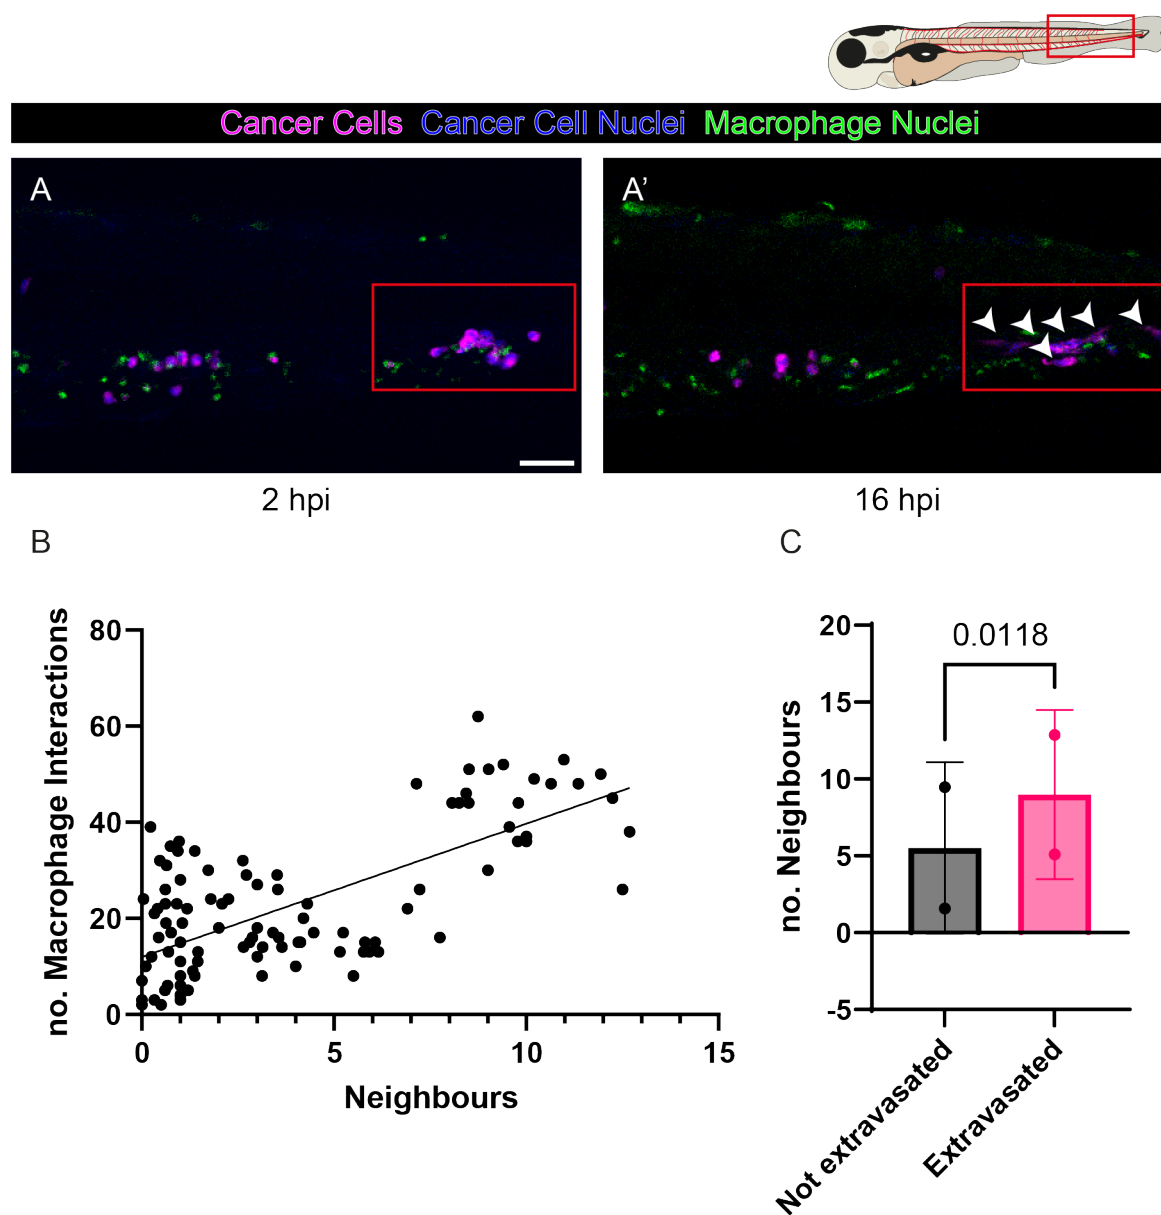 Cancer Cells Cancer Cell Nuclei Macrophage Nuclei
A
A'
2 hpi
16 hpi
B
no. Macrophage Interactions
80
60
40
20
0
0 5 10 15
Neighbours
C
no. Neighbours
20
15
10
5
0
-5
0.0118
Not extravasated
Extravasated